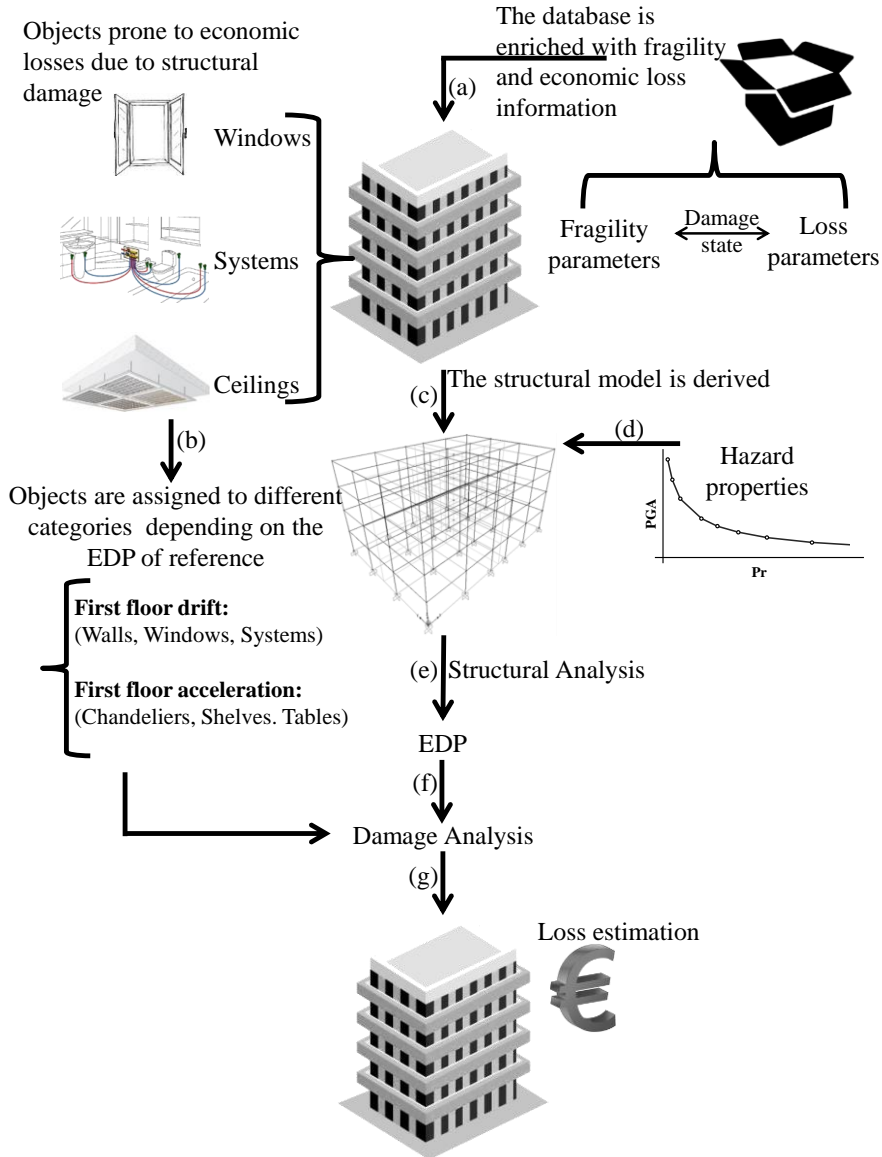 Objects prone to economic
losses due to structural
damage
The database is
enriched with fragility
and economic loss
information
(a)
Windows
Systems
Ceilings
Fragility
parameters
Damage
state
Loss
parameters
(b)
(c)
The structural model is derived
(d)
Hazard
properties
PGA
Pr
Objects are assigned to different
categories depending on the
EDP of reference
First floor drift:
(Walls, Windows, Systems)
First floor acceleration:
(Chandeliers, Shelves. Tables)
(e) Structural Analysis
EDP
(f)
Damage Analysis
(g)
Loss estimation
€